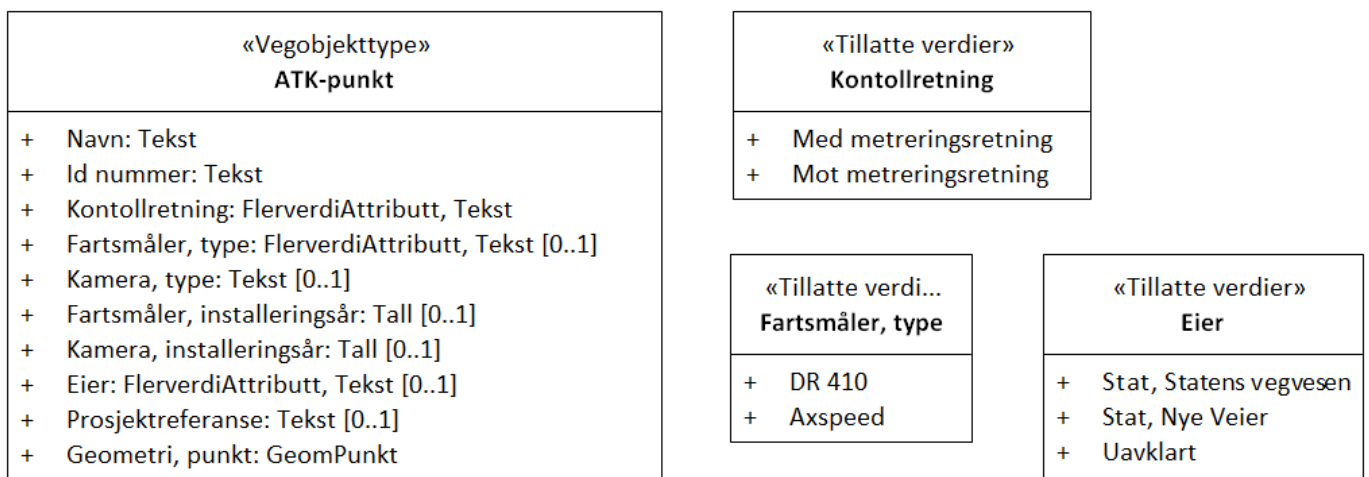 «Vegobjekttype»
ATK-punkt
+ Navn: Tekst
+ Id nummer: Tekst
+ Kontollretning: FlerverdiAttributt, Tekst
+ Fartsmåler, type: FlerverdiAttributt, Tekst [0..1]
+ Kamera, type: Tekst [0..1]
+ Fartsmåler, installeringsår: Tall [0..1]
+ Kamera, installeringsår: Tall [0..1]
+ Eier: FlerverdiAttributt, Tekst [0..1]
+ Prosjektreferanse: Tekst [0..1]
+ Geometri, punkt: GeomPunkt
«Tillatte verdier»
Kontollretning
+ Med metreringsretning
+ Mot metreringsretning
«Tillatte verdi...
Fartsmåler, type
+ DR 410
+ Axspeed
«Tillatte verdier»
Eier
+ Stat, Statens vegvesen
+ Stat, Nye Veier
+ Uavklart